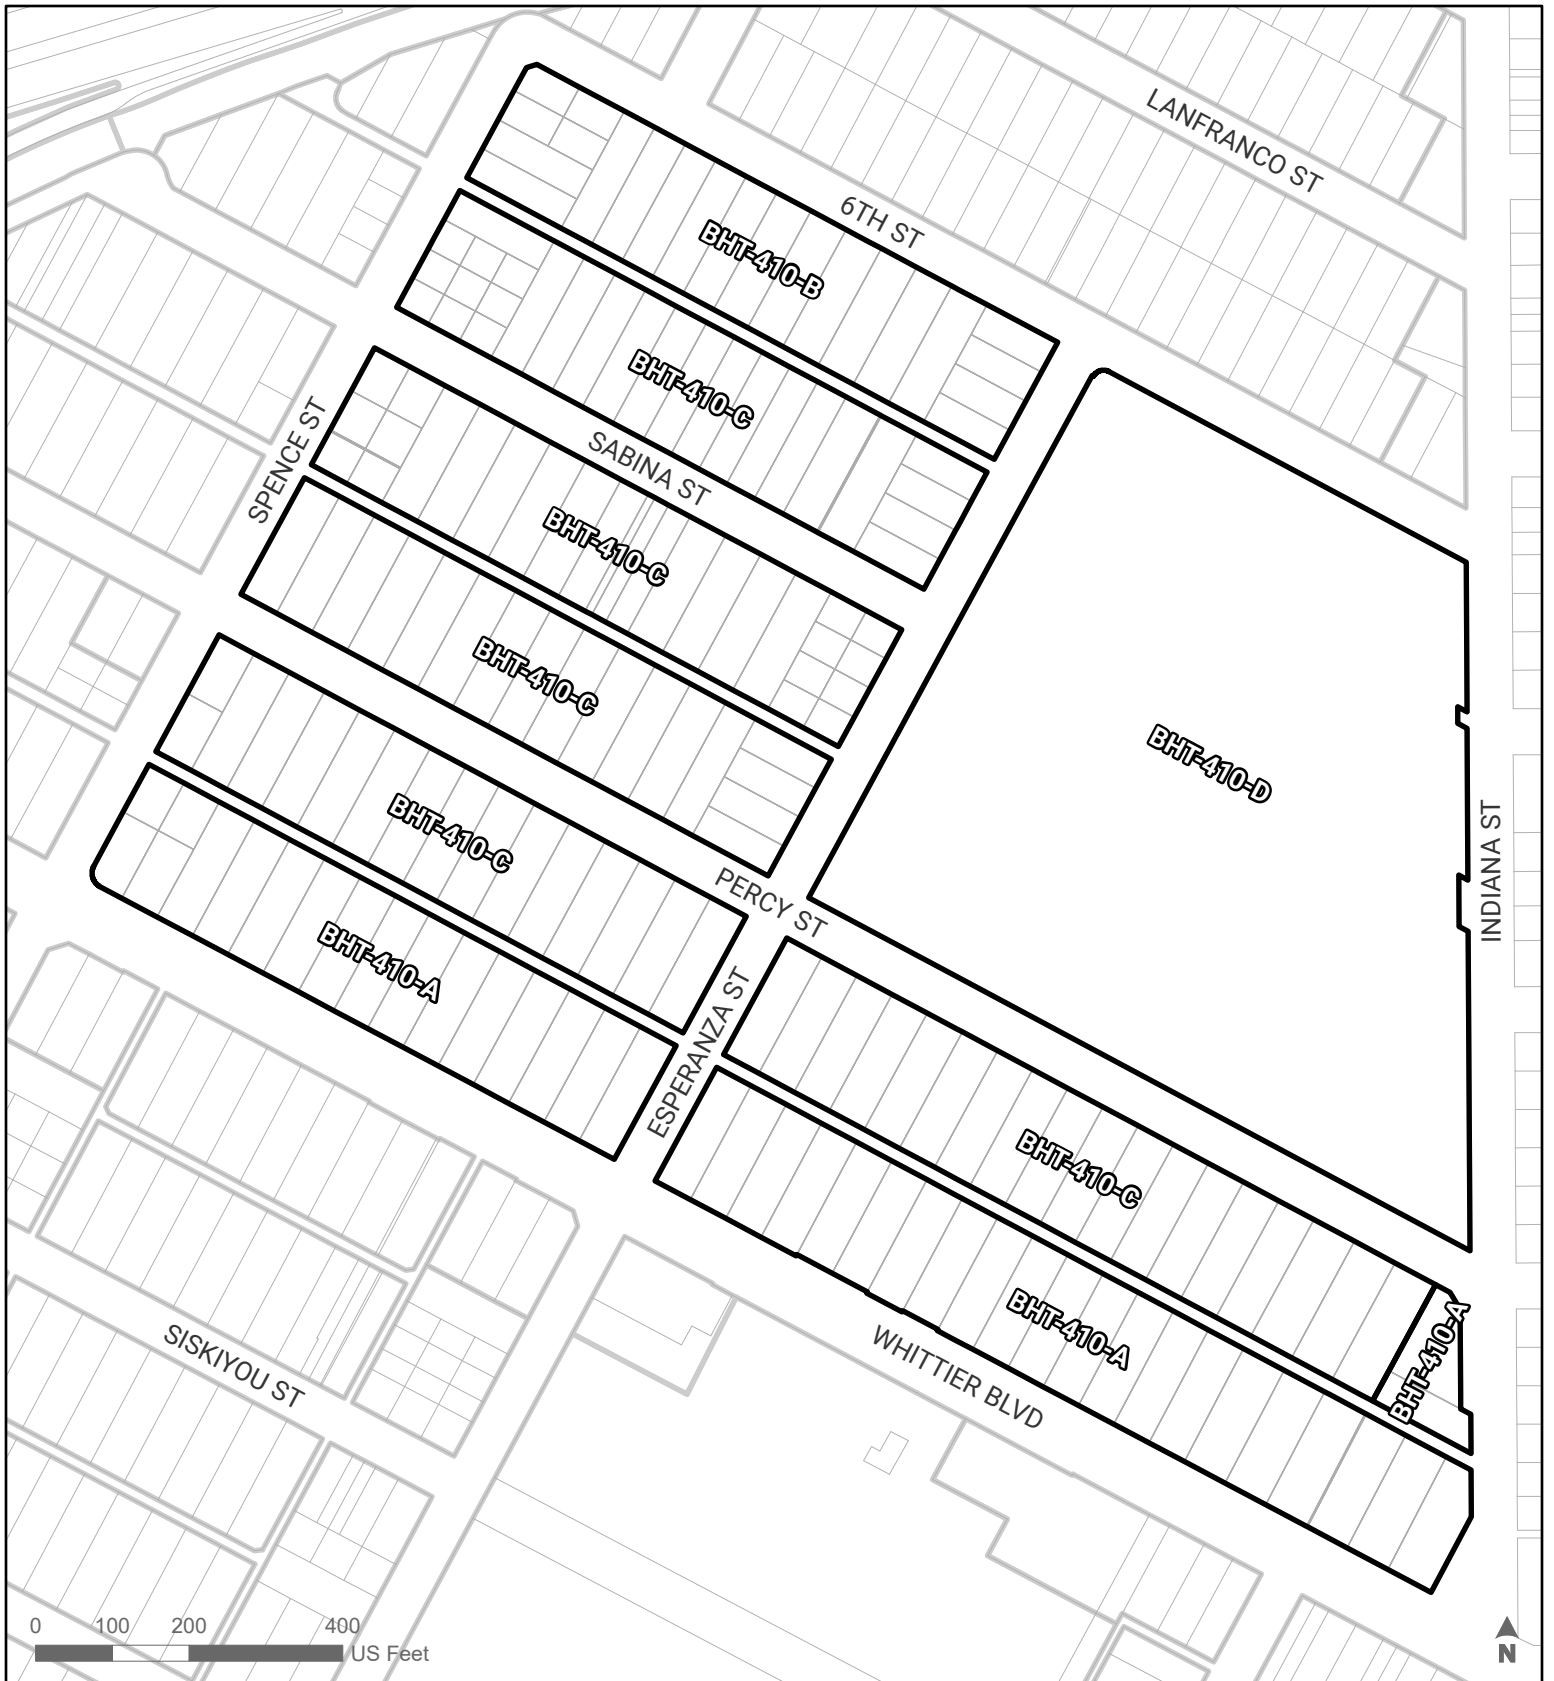 LANFRANCO ST
6TH ST
BHT-410-B
BHT-410-C
SABINA ST
SPENCE ST
BHT-410-C
BHT-410-C
BHT-410-D
INDIANA ST
BHT-410-C
PERCY ST
BHT-410-A
ESPERANZA ST
BHT-410-C
BHT-410-A
BHT-410-A
WHITTIER BLVD
SISKIYOU ST
0 100 200 400
US Feet
N